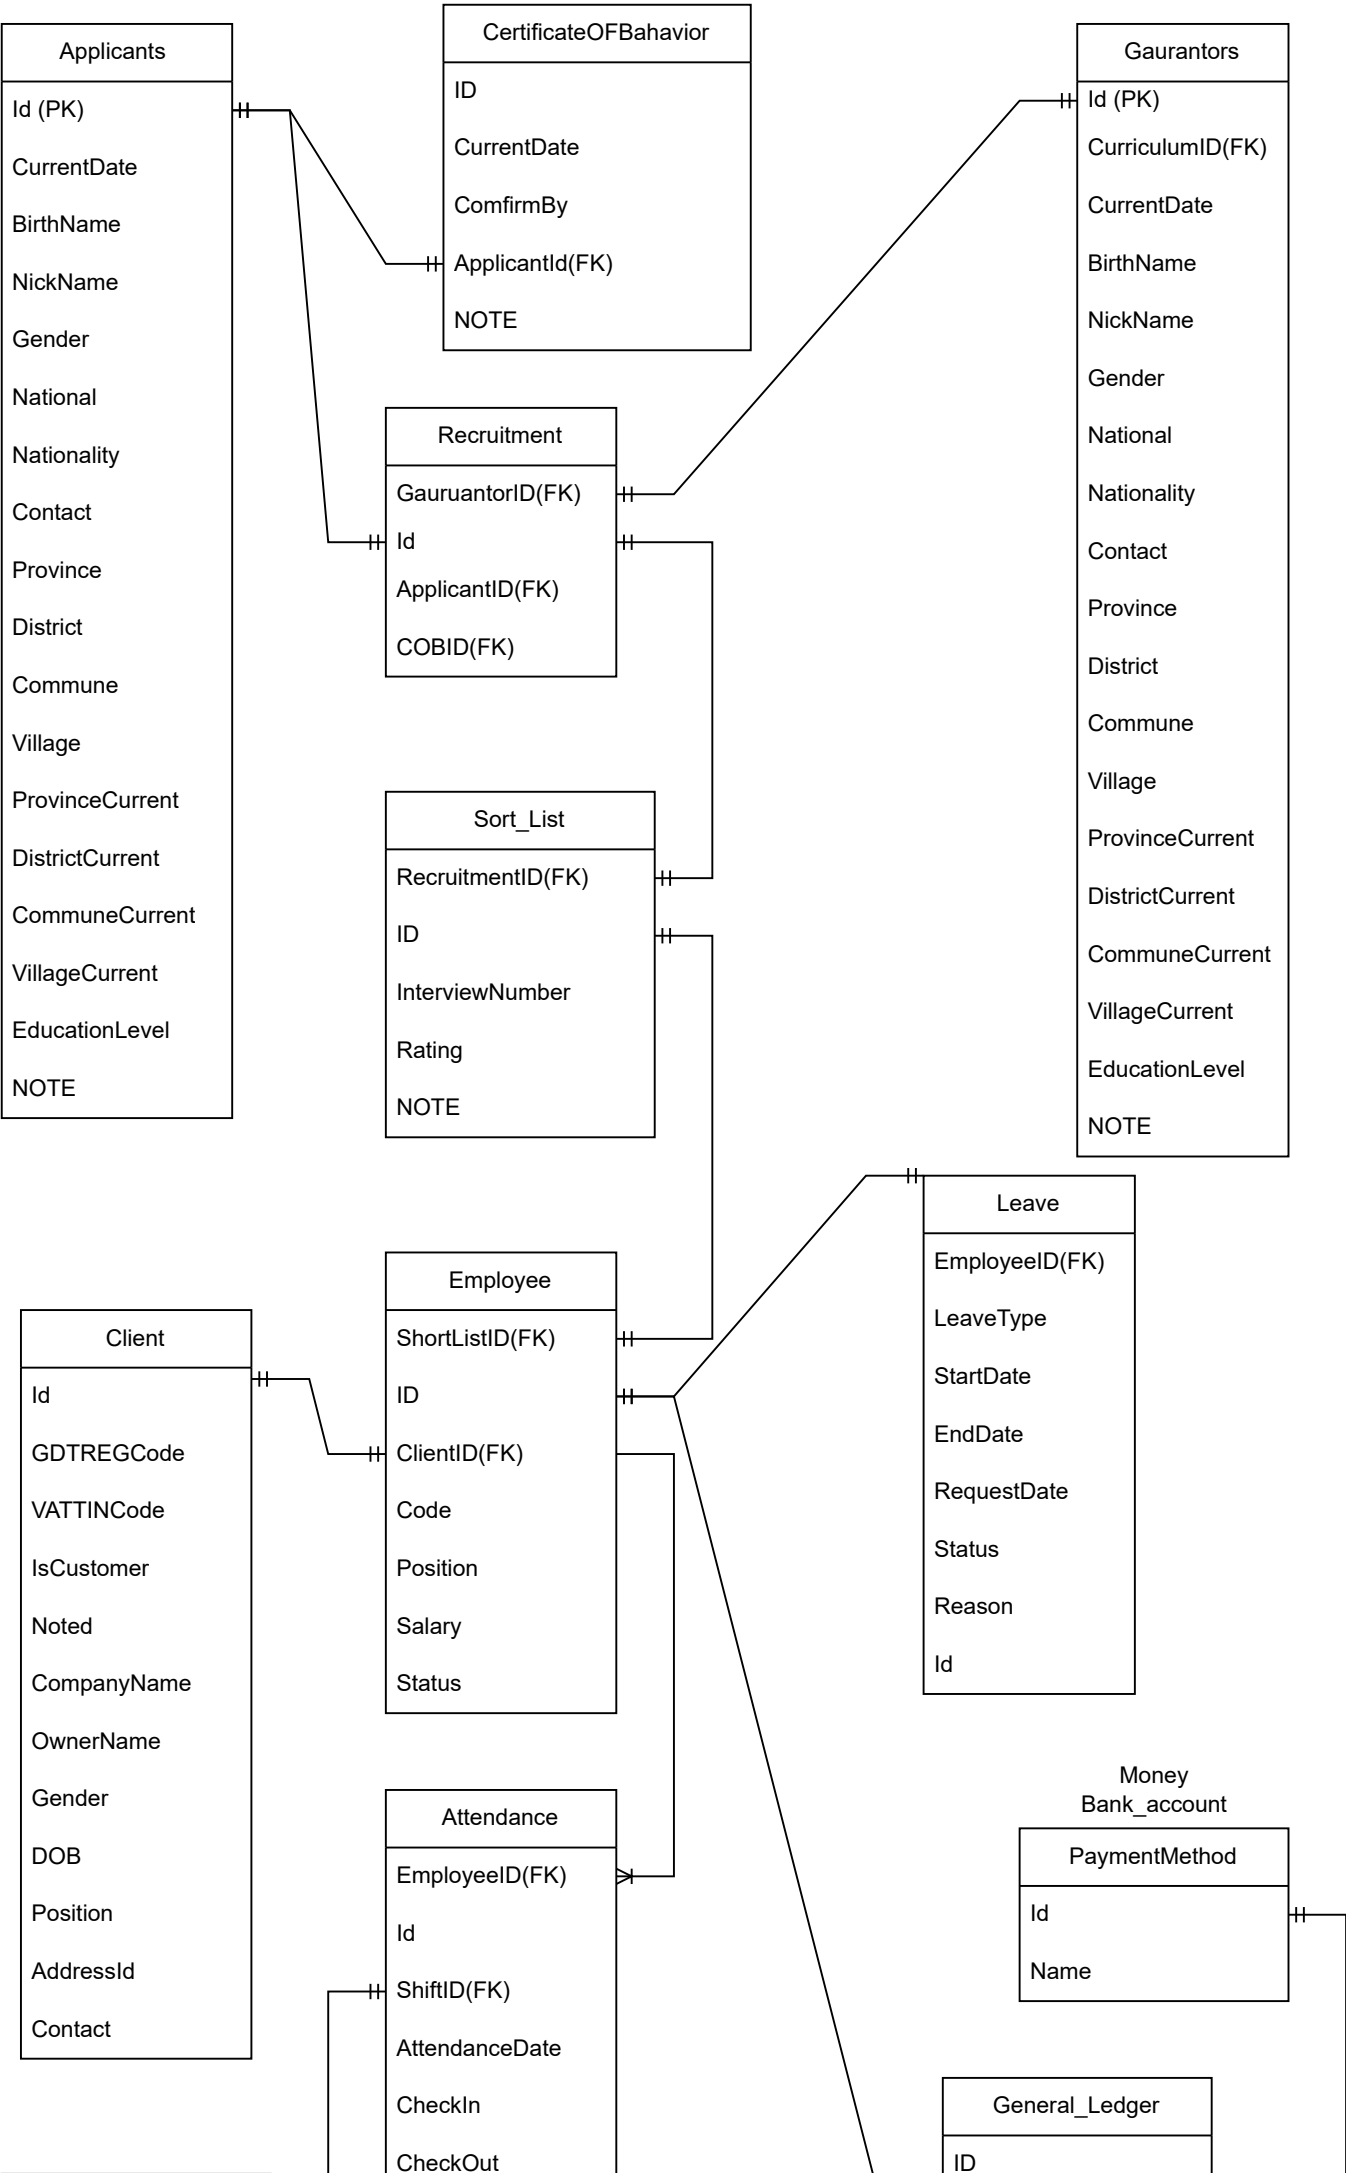 Applicants
Id (PK)
CurrentDate
BirthName
NickName
Gender
National
Nationality
Contact
Province
District
Commune
Village
ProvinceCurrent
DistrictCurrent
CommuneCurrent
VillageCurrent
EducationLevel
NOTE
CertificateOFBahavior
ID
CurrentDate
ComfirmBy
ApplicantId(FK)
NOTE
Gaurantors
Id (PK)
CurriculumID(FK)
CurrentDate
BirthName
NickName
Gender
National
Nationality
Contact
Province
District
Commune
Village
ProvinceCurrent
DistrictCurrent
CommuneCurrent
VillageCurrent
EducationLevel
NOTE
Recruitment
GauruantorID(FK)
Id
ApplicantID(FK)
COBID(FK)
Sort_List
RecruitmentID(FK)
ID
InterviewNumber
Rating
NOTE
Leave
EmployeeID(FK)
LeaveType
StartDate
EndDate
RequestDate
Status
Reason
Id
Employee
ShortListID(FK)
ID
ClientID(FK)
Code
Position
Salary
Status
Client
Id
GDTREGCode
VATTINCode
IsCustomer
Noted
CompanyName
OwnerName
Gender
DOB
Position
AddressId
Contact
Attendance
EmployeeID(FK)
Id
ShiftID(FK)
AttendanceDate
CheckIn
CheckOut
Money
Bank_account
PaymentMethod
Id
Name
General_Ledger
ID